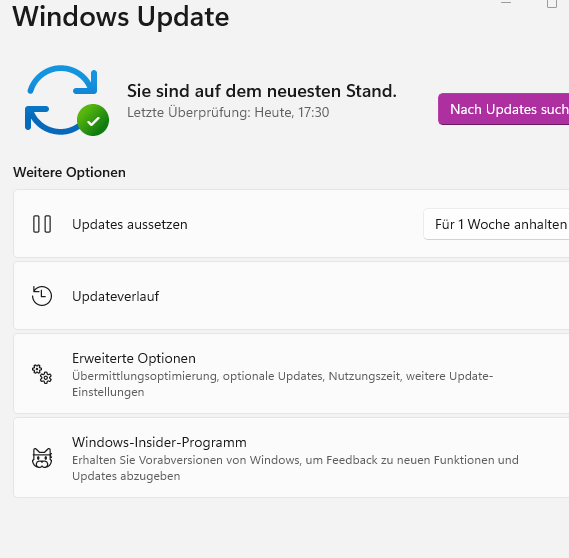 Windows Update
Sie sind auf dem neuesten Stand.
Letzte Überprüfung: Heute, 17:30
Nach Updates such
Weitere Optionen
Updates aussetzen
Für 1 Woche anhalten
Updateverlauf
Erweiterte Optionen
Übermittlungsoptimierung, optionale Updates, Nutzungszeit, weitere Update-
Einstellungen
Windows-Insider-Programm
Erhalten Sie Vorabversionen von Windows, um Feedback zu neuen Funktionen und
Updates abzugeben